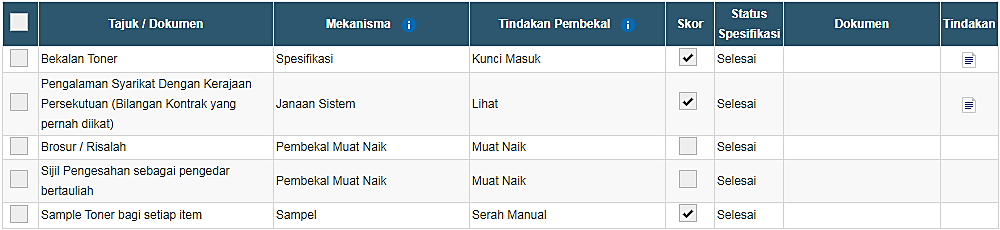 Tajuk / Dokumen Mekanisma Tindakan Pembekal Skor Status Spesifikasi Dokumen Tindakan
Bekalan Toner Spesifikasi Kunci Masuk Selesai
Pengalaman Syarikat Dengan Kerajaan
Persekutuan (Bilangan Kontrak yang Janaan Sistem Lihat Selesai
pernah diikat)
Brosur / Risalah Pembekal Muat Naik Muat Naik Selesai
Sijil Pengesahan sebagai pengedar
bertauliah Pembekal Muat Naik Muat Naik Selesai
Sample Toner bagi setiap item Sampel Serah Manual Selesai